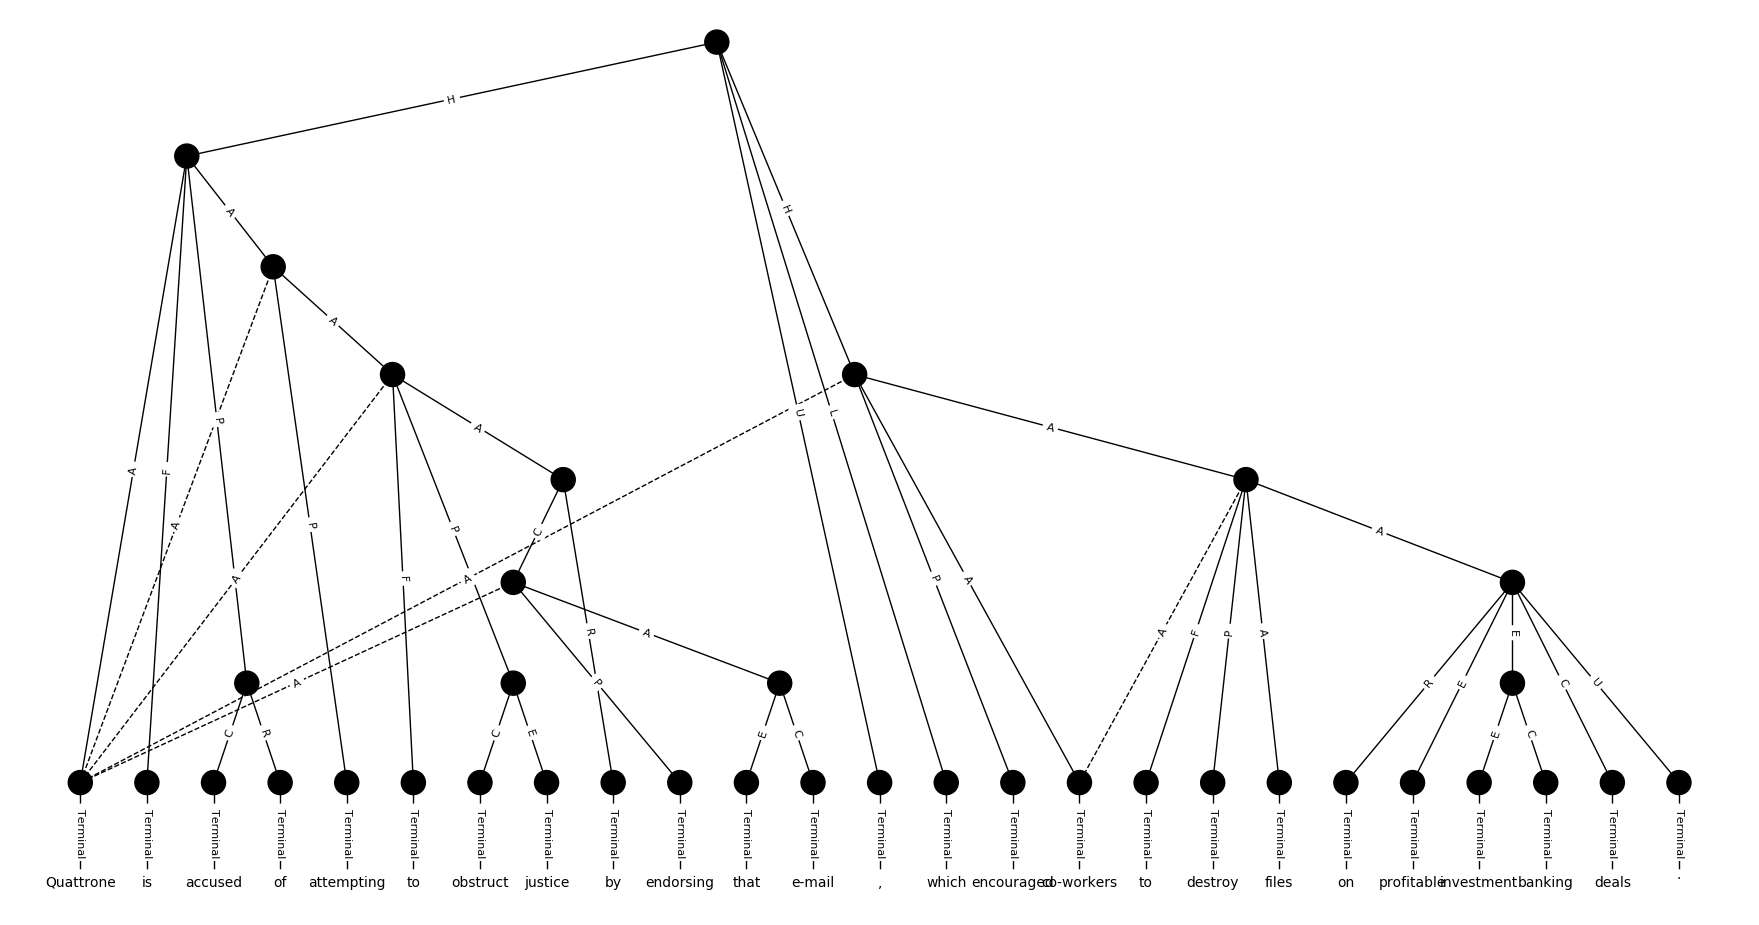 H
A
H
A
A
A
F
P
U
L
A
A
P
C
P
A
A
A
P
A
F
A
P
A
R
A
A
F
P
A
E
A
P
R
E
C
U
C
R
C
E
E
C
E
C
Terminal Terminal Terminal Terminal Terminal Terminal Terminal Terminal Terminal Terminal Terminal Terminal Terminal Terminal Terminal Terminal Terminal Terminal Terminal Terminal Terminal Terminal Terminal Terminal Terminal
Quattrone is accused of attempting to obstruct justice by endorsing that e-mail , which encouraged co-workers to destroy files on profitable investment banking deals .